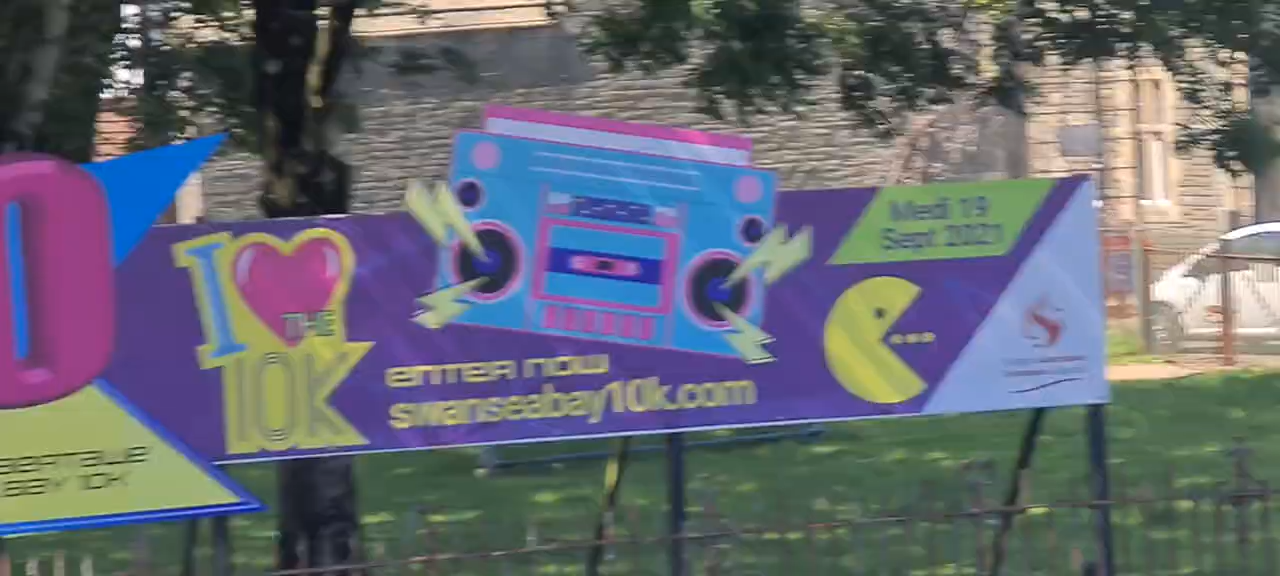 I
THE
10K
enter now
swanseabay10k.com
Medi 19
Sept 2021